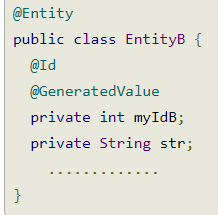 @Entity
public class EntityB {
@Id
@GeneratedValue
private int myIdB;
private String str;
.............
}